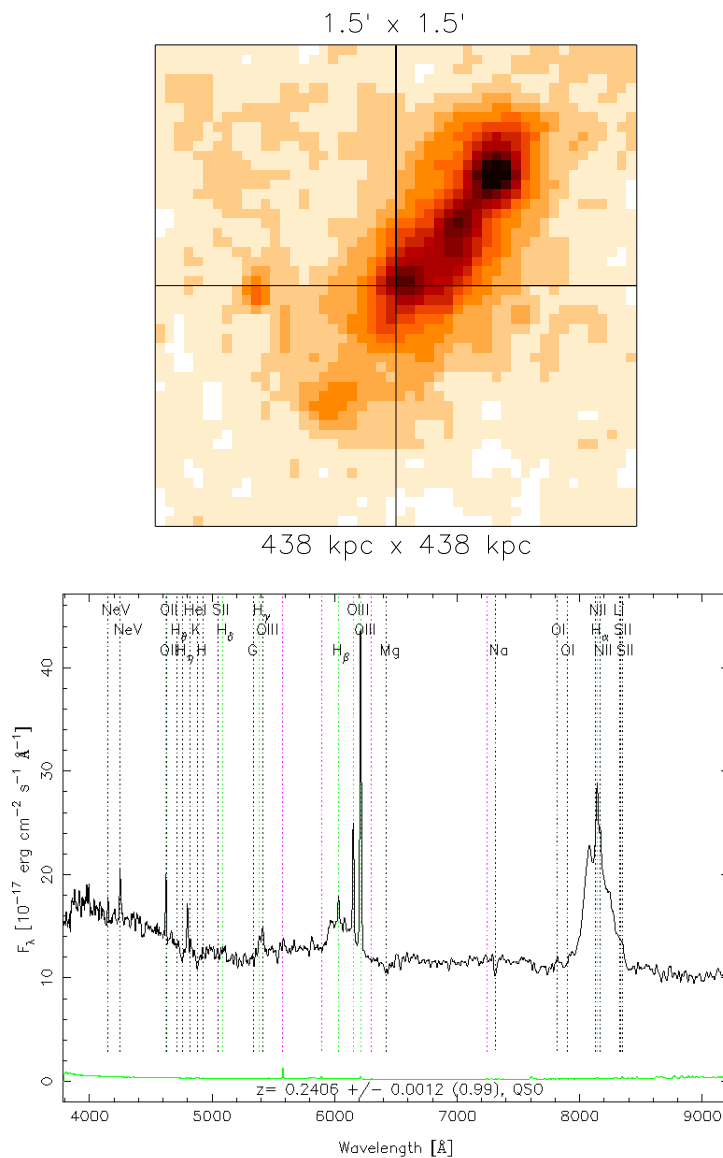 1.5' x 1.5'
438 kpc x 438 kpc
NeV OII HeI SII Hγ OIII NII Li
NeV Hθ K Hδ OIII OIII OI Hα SII
OII Hη H G Hβ Mg Na OI NII SII
40
30
20
10
0
Fλ [10⁻¹⁷ erg cm⁻² s⁻¹ Å⁻¹]
z= 0.2406 +/- 0.0012 (0.99), QSO
4000 5000 6000 7000 8000 9000
Wavelength [Å]